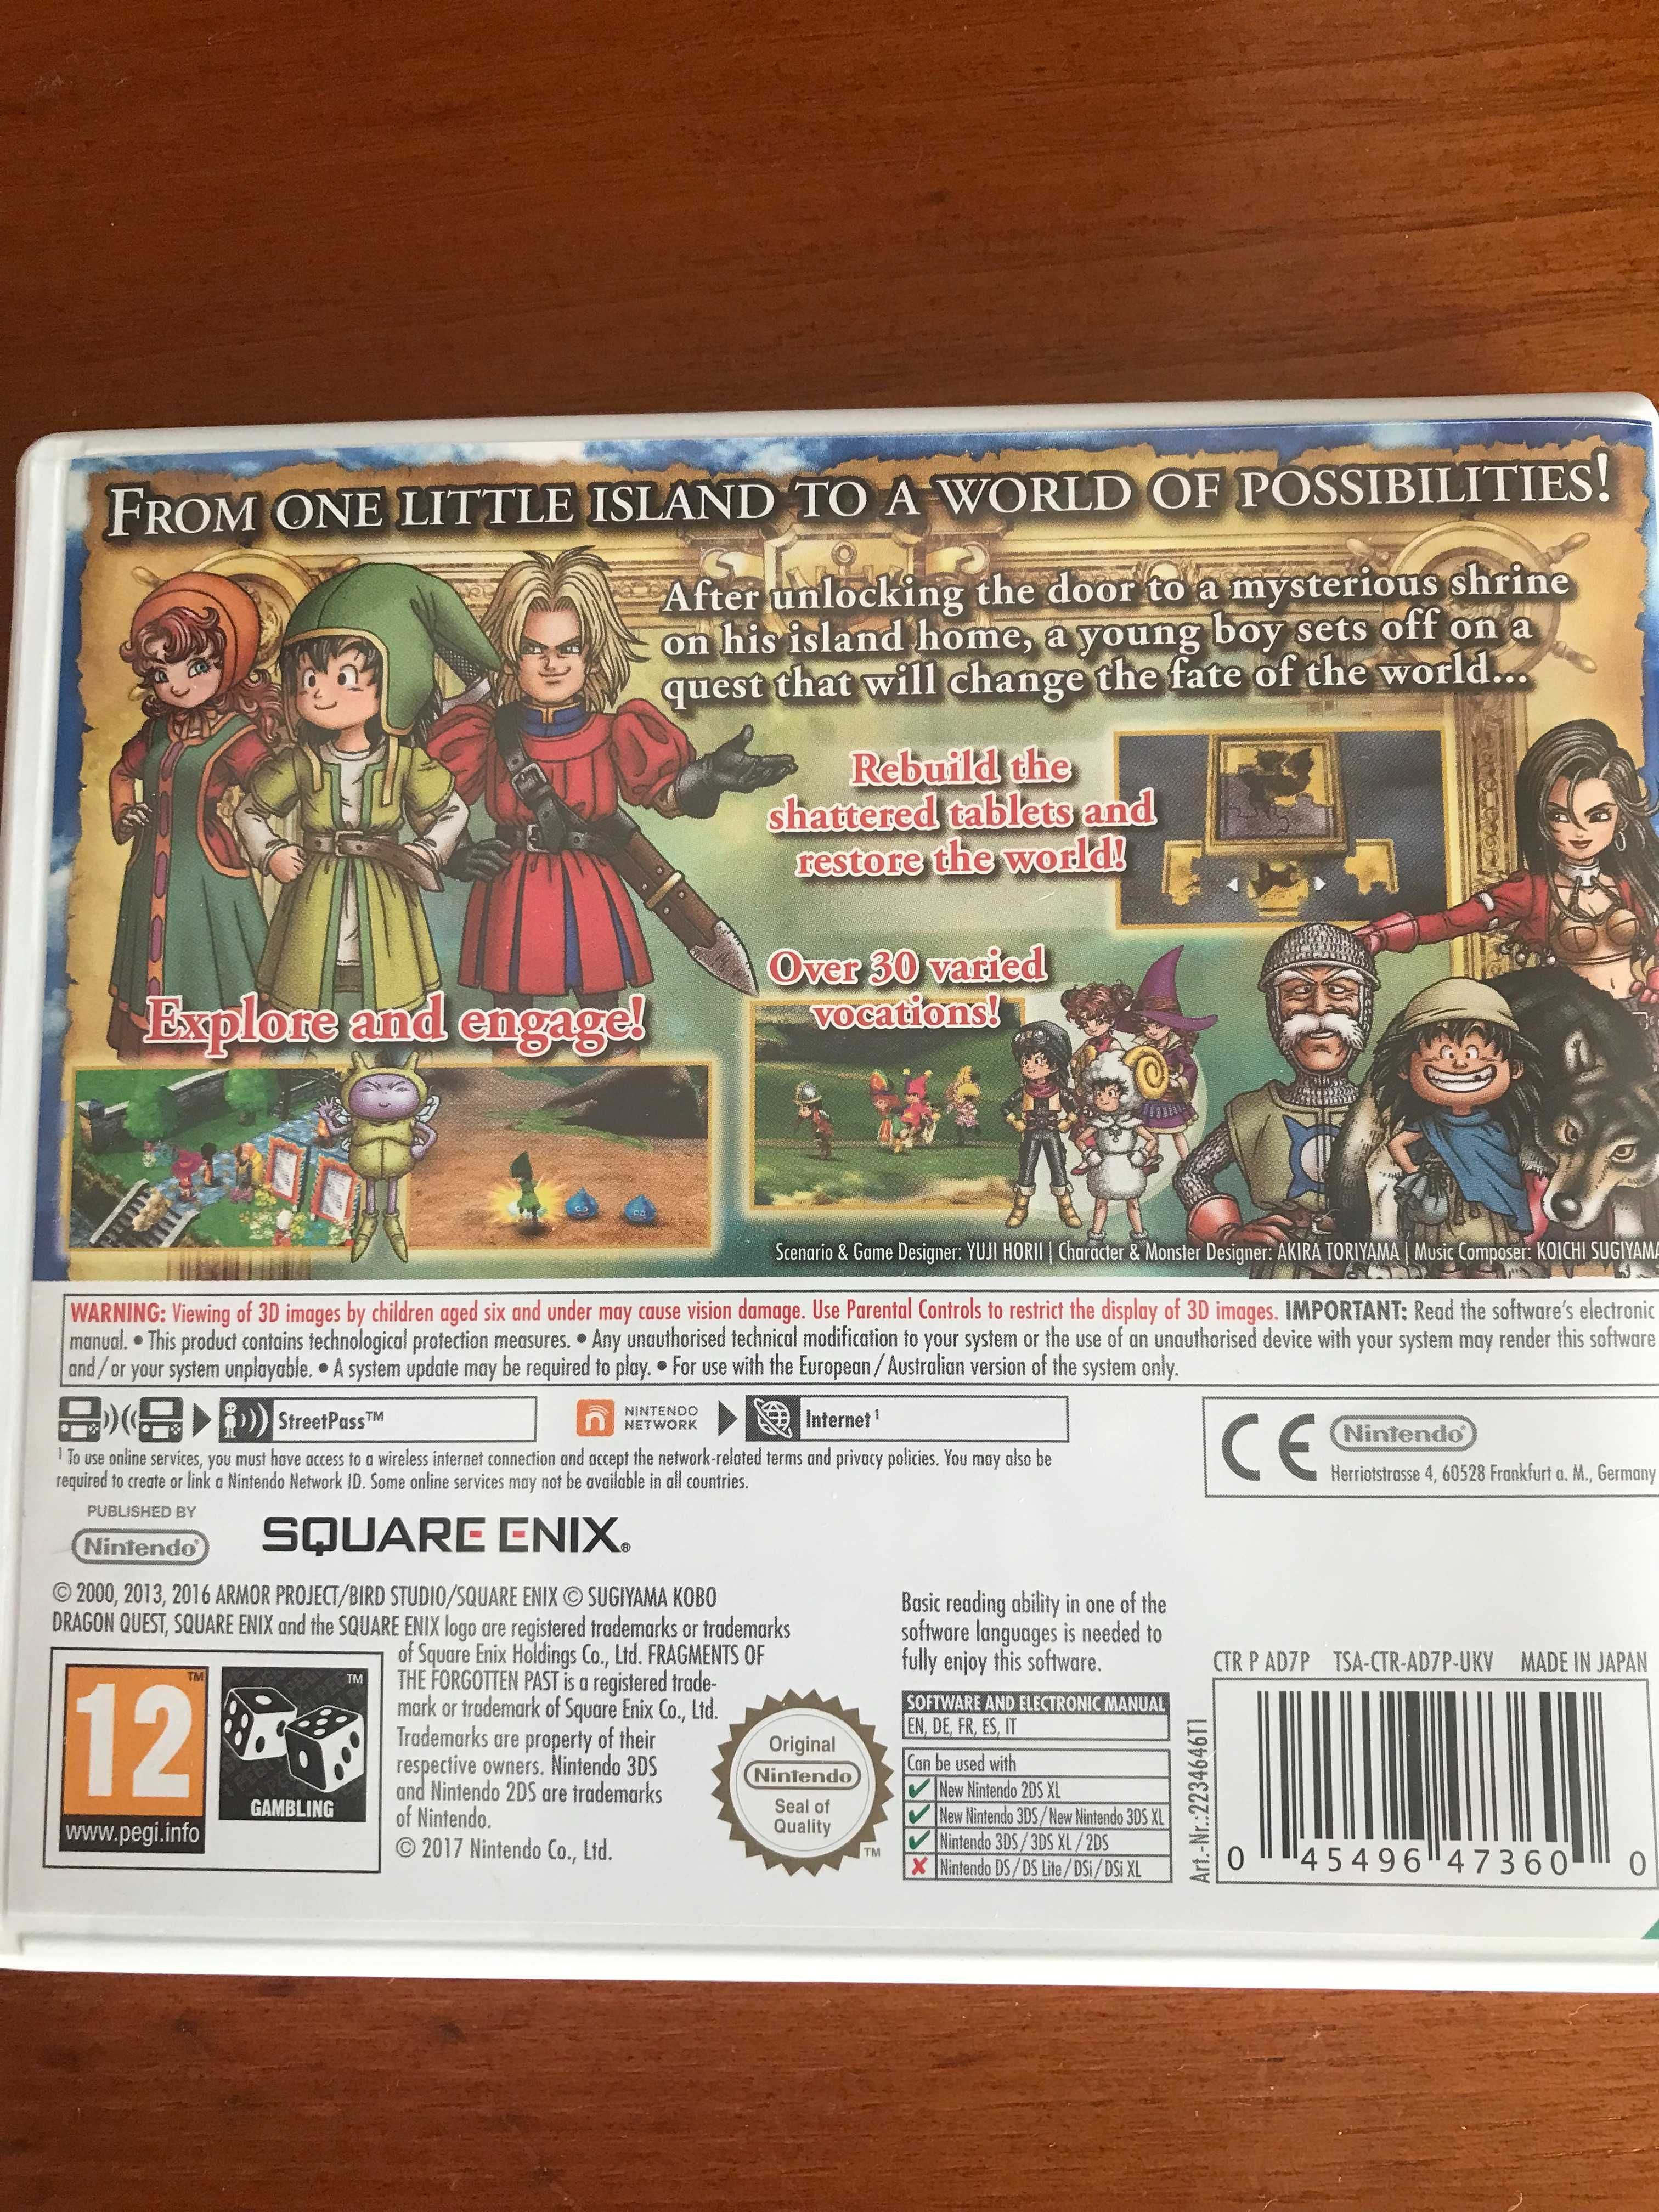 FROM ONE LITTLE ISLAND TO A WORLD OF POSSIBILITIES!
After unlocking the door to a mysterious shrine
on his island home, a young boy sets off on a
quest that will change the fate of the world...
Rebuild the
shattered tablets and
restore the world!
Over 30 varied
vocations!
Explore and engage!
Scenario & Game Designer: YUJI HORII | Character & Monster Designer: AKIRA TORIYAMA | Music Composer: KOICHI SUGIYAMA
WARNING: Viewing of 3D images by children aged six and under may cause vision damage. Use Parental Controls to restrict the display of 3D images. IMPORTANT: Read the software's electronic
manual. • This product contains technological protection measures. • Any unauthorised technical modification to your system or the use of an unauthorised device with your system may render this software
and/or your system unplayable. • A system update may be required to play. • For use with the European/Australian version of the system only.
StreetPass™
NINTENDO
NETWORK
Internet¹
CE
Nintendo®
Herriotstrasse 4, 60528 Frankfurt a. M., Germany
¹ To use online services, you must have access to a wireless internet connection and accept the network-related terms and privacy policies. You may also be
required to create or link a Nintendo Network ID. Some online services may not be available in all countries.
PUBLISHED BY
Nintendo®
SQUARE ENIX®
© 2000, 2013, 2016 ARMOR PROJECT/BIRD STUDIO/SQUARE ENIX © SUGIYAMA KOBO
DRAGON QUEST, SQUARE ENIX and the SQUARE ENIX logo are registered trademarks or trademarks
of Square Enix Holdings Co., Ltd. FRAGMENTS OF
THE FORGOTTEN PAST is a registered trade-
mark or trademark of Square Enix Co., Ltd.
Trademarks are property of their
respective owners. Nintendo 3DS
and Nintendo 2DS are trademarks
of Nintendo.
© 2017 Nintendo Co., Ltd.
12 ™
www.pegi.info
™
GAMBLING
Original
Nintendo®
Seal of
Quality
™
Basic reading ability in one of the
software languages is needed to
fully enjoy this software.
SOFTWARE AND ELECTRONIC MANUAL
EN, DE, FR, ES, IT
Can be used with
New Nintendo 2DS XL
New Nintendo 3DS/New Nintendo 3DS XL
Nintendo 3DS/3DS XL/2DS
Nintendo DS/DS Lite/DSi/DSi XL
CTR P AD7P TSA-CTR-AD7P-UKV MADE IN JAPAN
Art.-Nr.:2234646T1
0 45496 47360 0